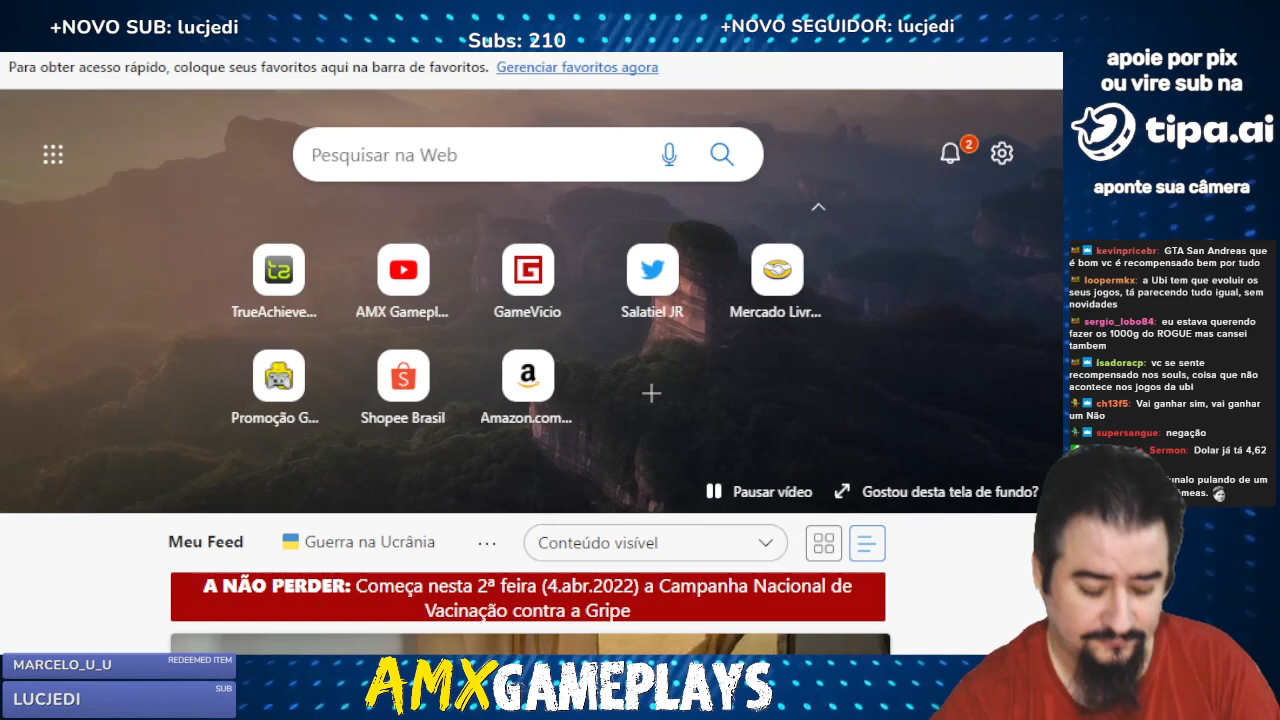 +NOVO SUB: lucjedi
Subs: 210
+NOVO SEGUIDOR: lucjedi
Para obter acesso rápido, coloque seus favoritos aqui na barra de favoritos. Gerenciar favoritos agora
apoie por pix
ou vire sub na
tipa.ai
aponte sua câmera
Pesquisar na Web
2
TrueAchieve...
AMX Gamepl...
GameVicio
Salatiel JR
Mercado Livr...
Promoção G...
Shopee Brasil
Amazon.com...
Pausar vídeo
Gostou desta tela de fundo?
kevinpricebr: GTA San Andreas que
é bom vc é recompensado bem por tudo
loopermkx: a Ubi tem que evoluir os
seus jogos, tá parecendo tudo igual, sem
novidades
sergio_lobo84: eu estava querendo
fazer os 1000g do ROGUE mas cansei
tambem
isadoracp: vc se sente
recompensado nos souls, coisa que não
acontece nos jogos da ubi
ch13f5: Vai ganhar sim, vai ganhar
um Não
supersangue: negação
Sermon: Dolar já tá 4,62
pulando de um
Meu Feed
Guerra na Ucrânia
...
Conteúdo visível
A NÃO PERDER: Começa nesta 2ª feira (4.abr.2022) a Campanha Nacional de
Vacinação contra a Gripe
MARCELO_U_U
REDEEMED ITEM
LUCJEDI
SUB
AMXGAMEPLAYS